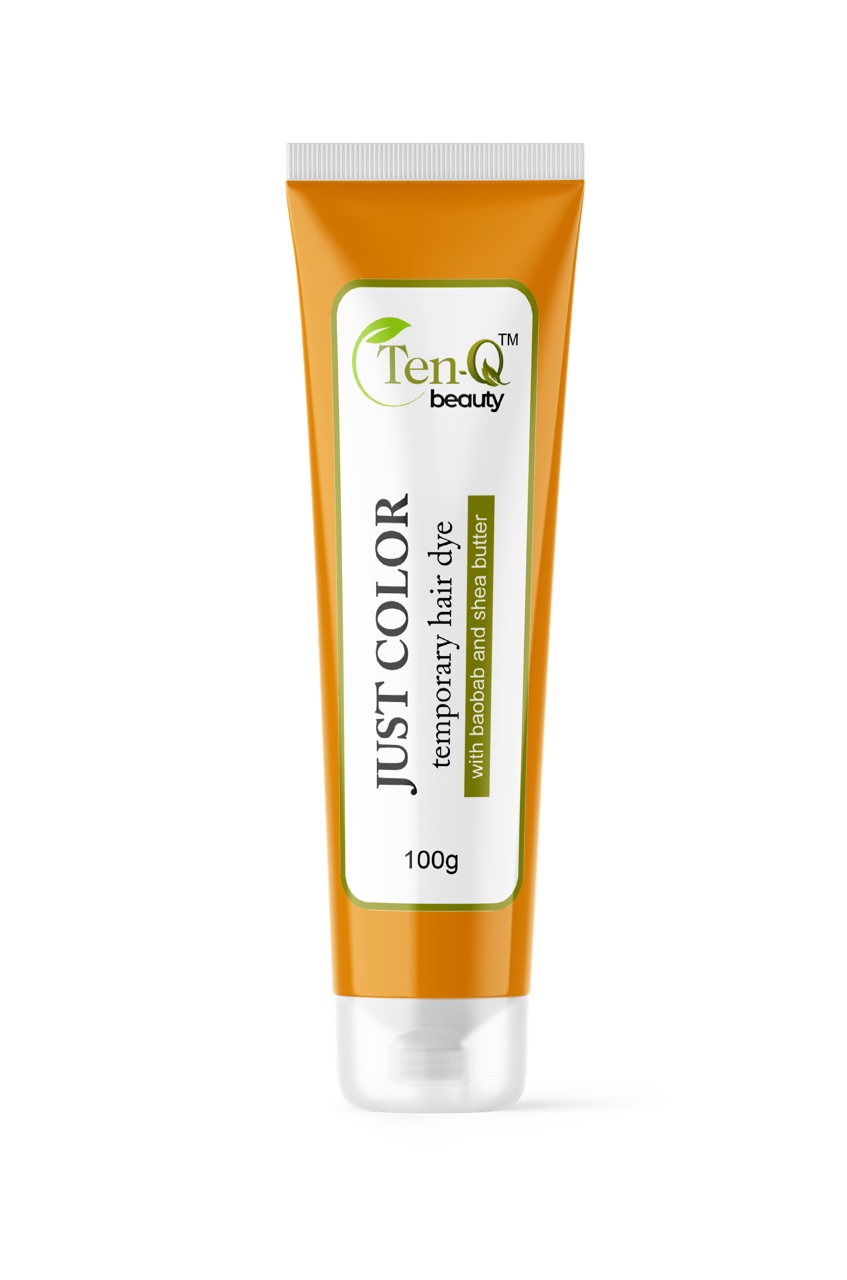 Ten-Q™
beauty
JUST COLOR
temporary hair dye
with baobab and shea butter
100g